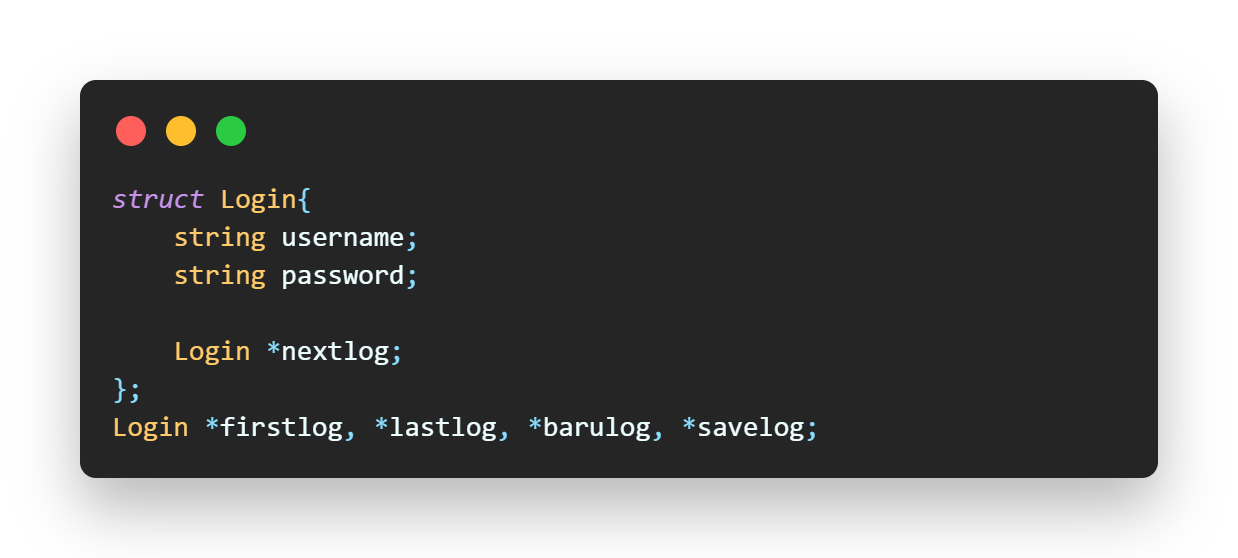 struct Login{
    string username;
    string password;

    Login *nextlog;
};
Login *firstlog, *lastlog, *barulog, *savelog;